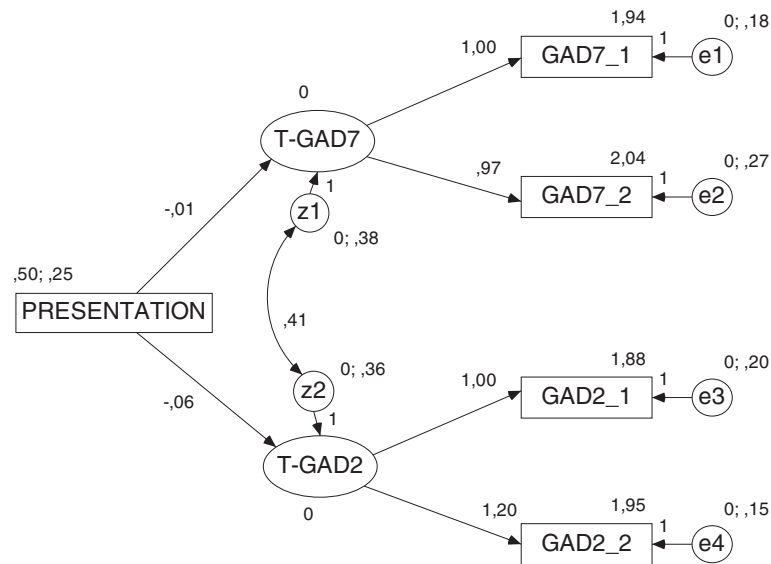 1,94
0; ,18
1,00
GAD7_1
1
e1
0
T-GAD7
,97
2,04
0; ,27
GAD7_2
1
e2
-,01
1
z1
0; ,38
,50; ,25
PRESENTATION
,41
z2
0; ,36
-,06
1
1,00
1,88
0; ,20
GAD2_1
1
e3
T-GAD2
0
1,20
1,95
0; ,15
GAD2_2
1
e4